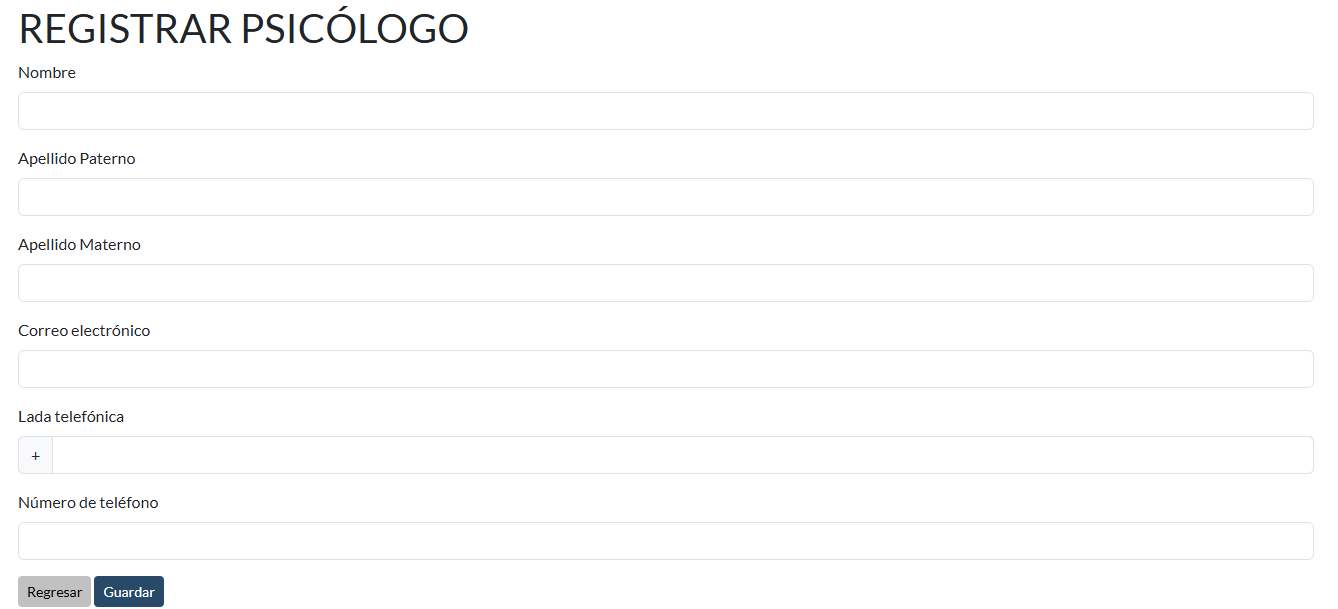 REGISTRAR PSICÓLOGO
Nombre
Apellido Paterno
Apellido Materno
Correo electrónico
Lada telefónica
+
Número de teléfono
Regresar Guardar